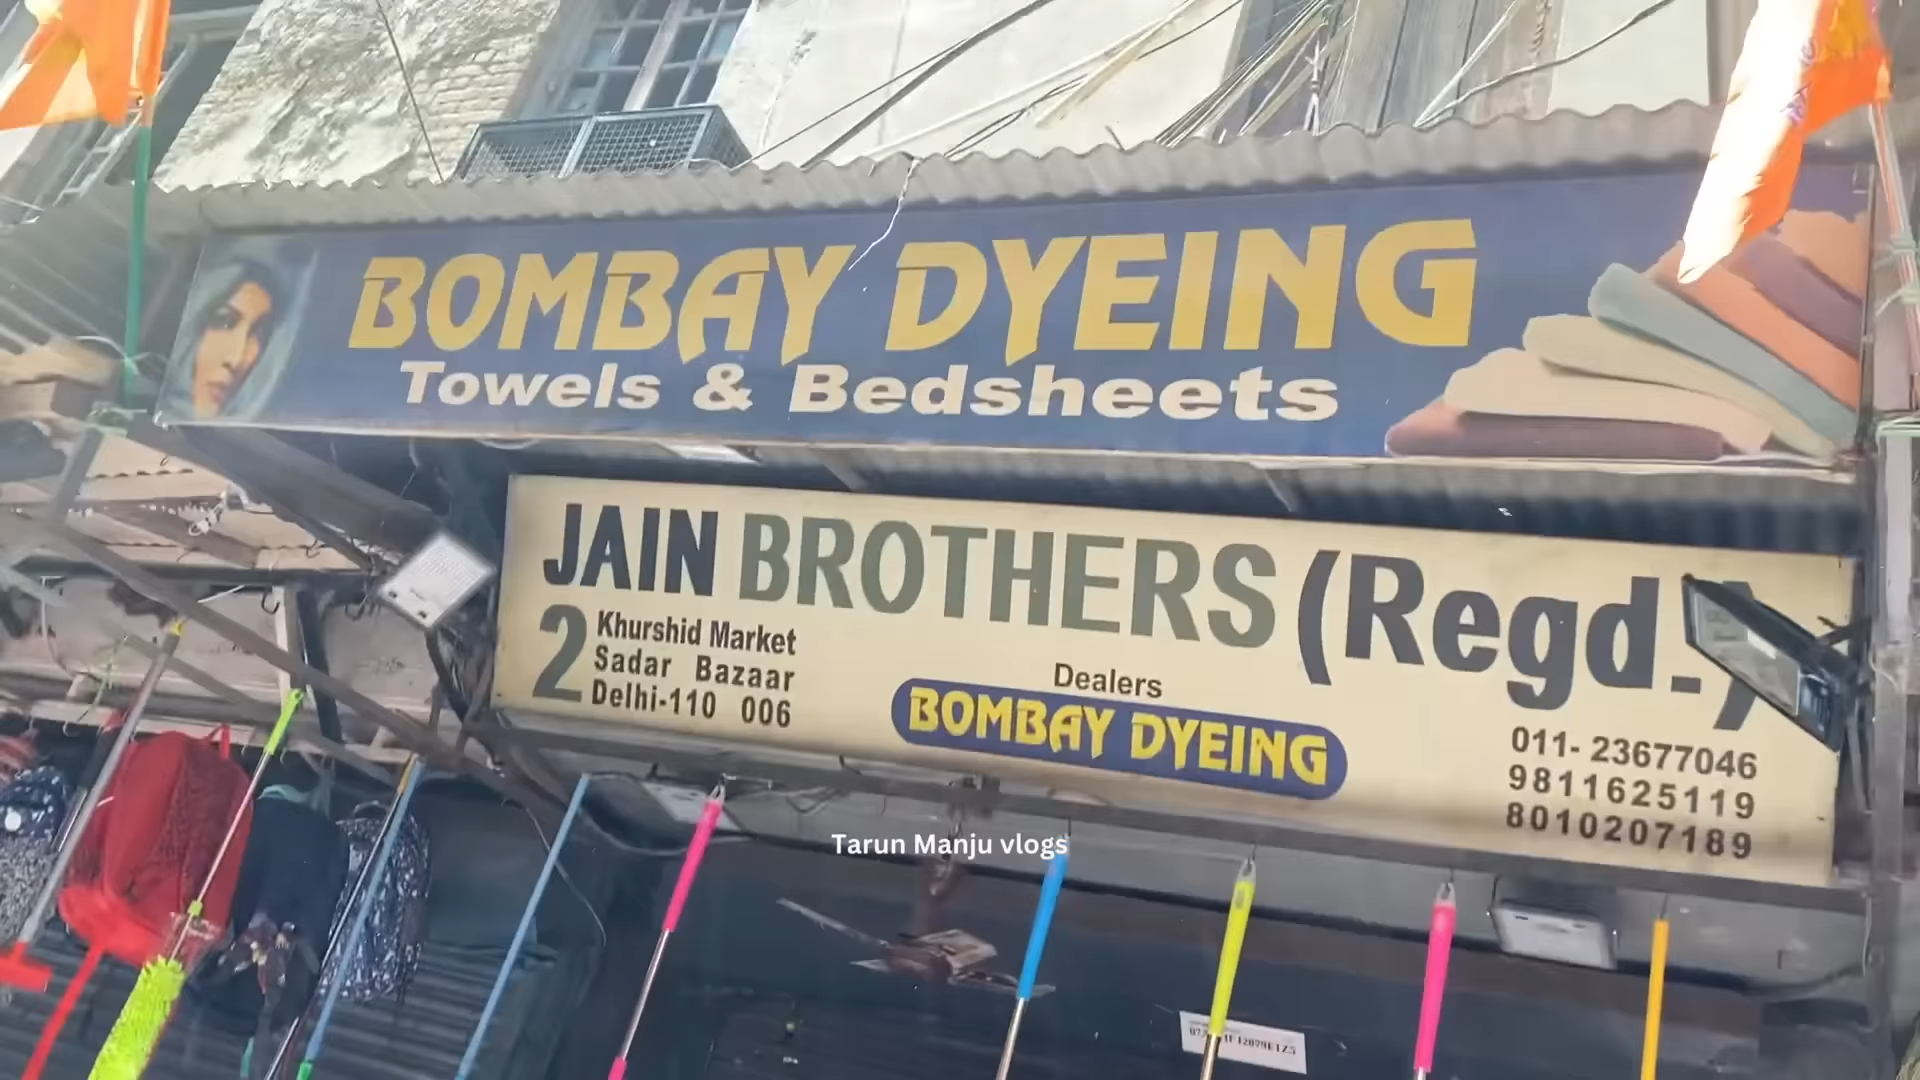 BOMBAY DYEING
Towels & Bedsheets
JAIN BROTHERS (Regd.)
2 Khurshid Market
Sadar Bazaar
Delhi-110 006
Dealers
BOMBAY DYEING
011- 23677046
9811625119
8010207189
Tarun Manju vlogs